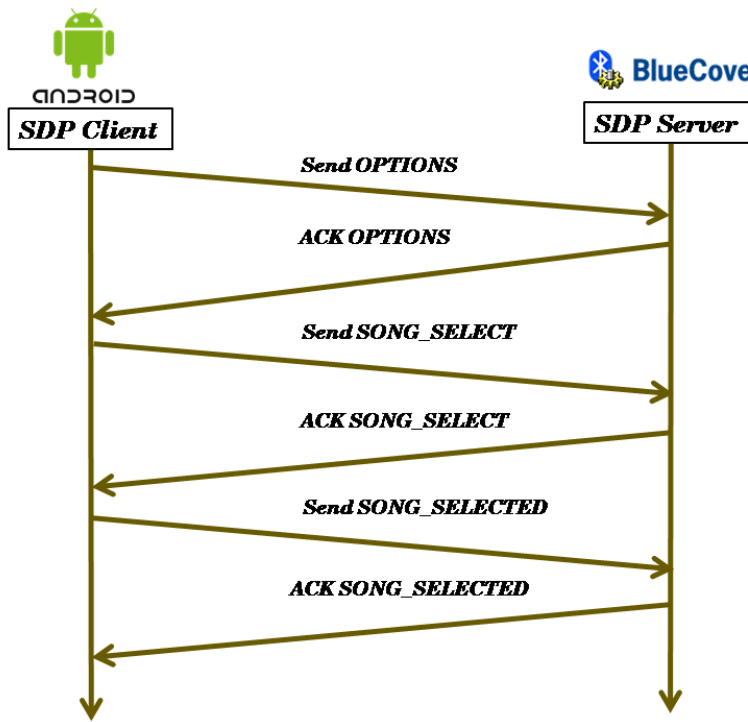 android
BlueCove
SDP Client
SDP Server
Send OPTIONS
ACK OPTIONS
Send SONG_SELECT
ACK SONG_SELECT
Send SONG_SELECTED
ACK SONG_SELECTED